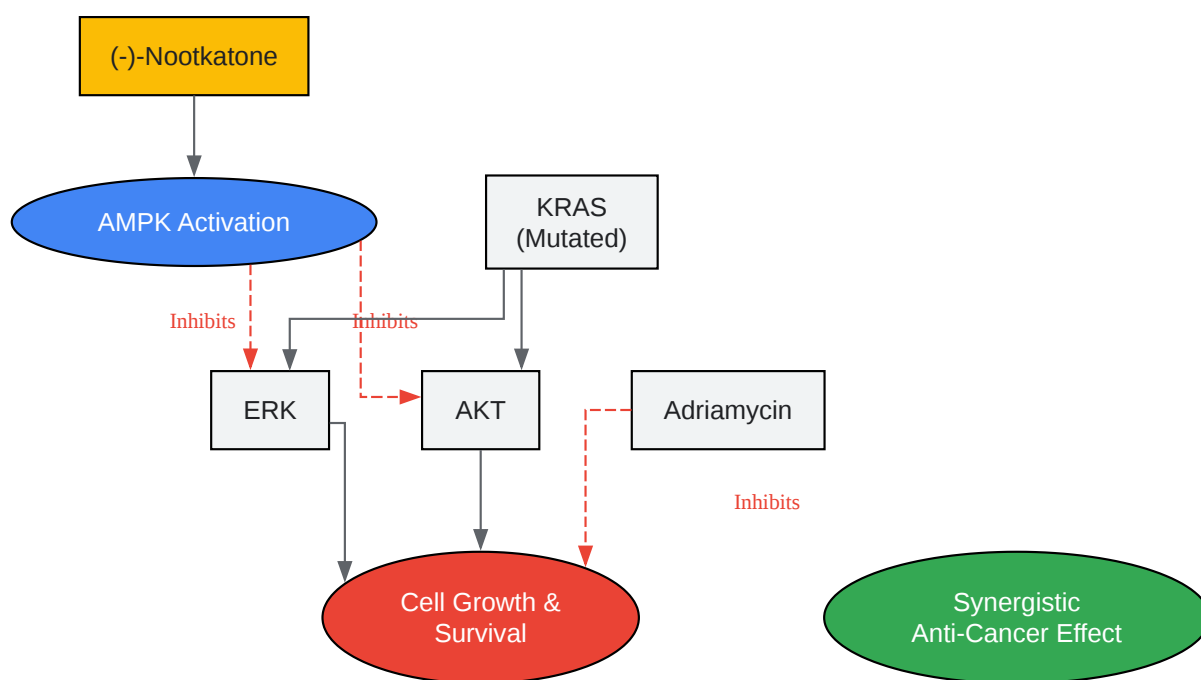 (-)-Nootkatone
AMPK Activation
KRAS
(Mutated)
Inhibits
Inhibits
ERK
AKT
Adriamycin
Inhibits
Cell Growth &
Survival
Synergistic
Anti-Cancer Effect